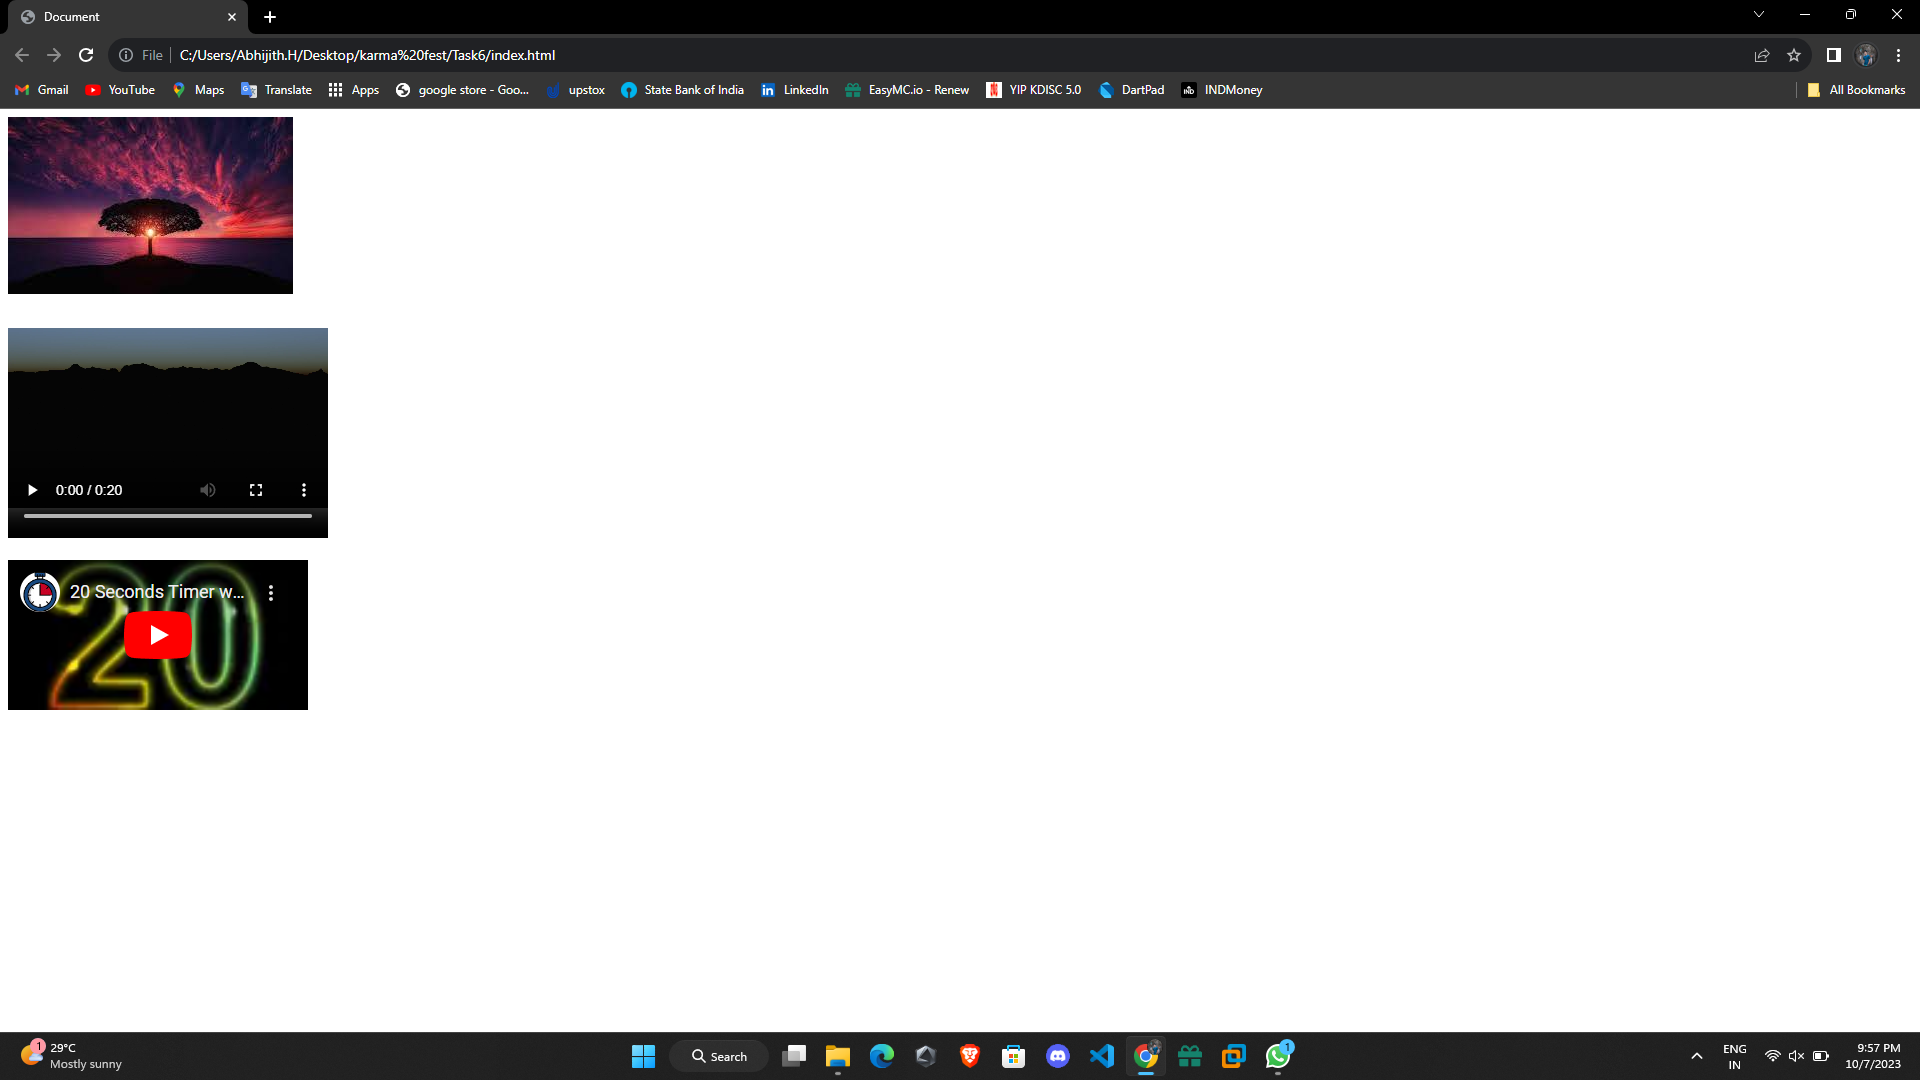 Document
File
C:/Users/Abhijith.H/Desktop/karma%20fest/Task6/index.html
Gmail YouTube Maps Translate Apps google store - Goo... upstox State Bank of India LinkedIn EasyMC.io - Renew YIP KDISC 5.0 DartPad INDMoney All Bookmarks
0:00 / 0:20
20 Seconds Timer w...
20
1
29°C
Mostly sunny
Search
1
ENG
IN
9:57 PM
10/7/2023